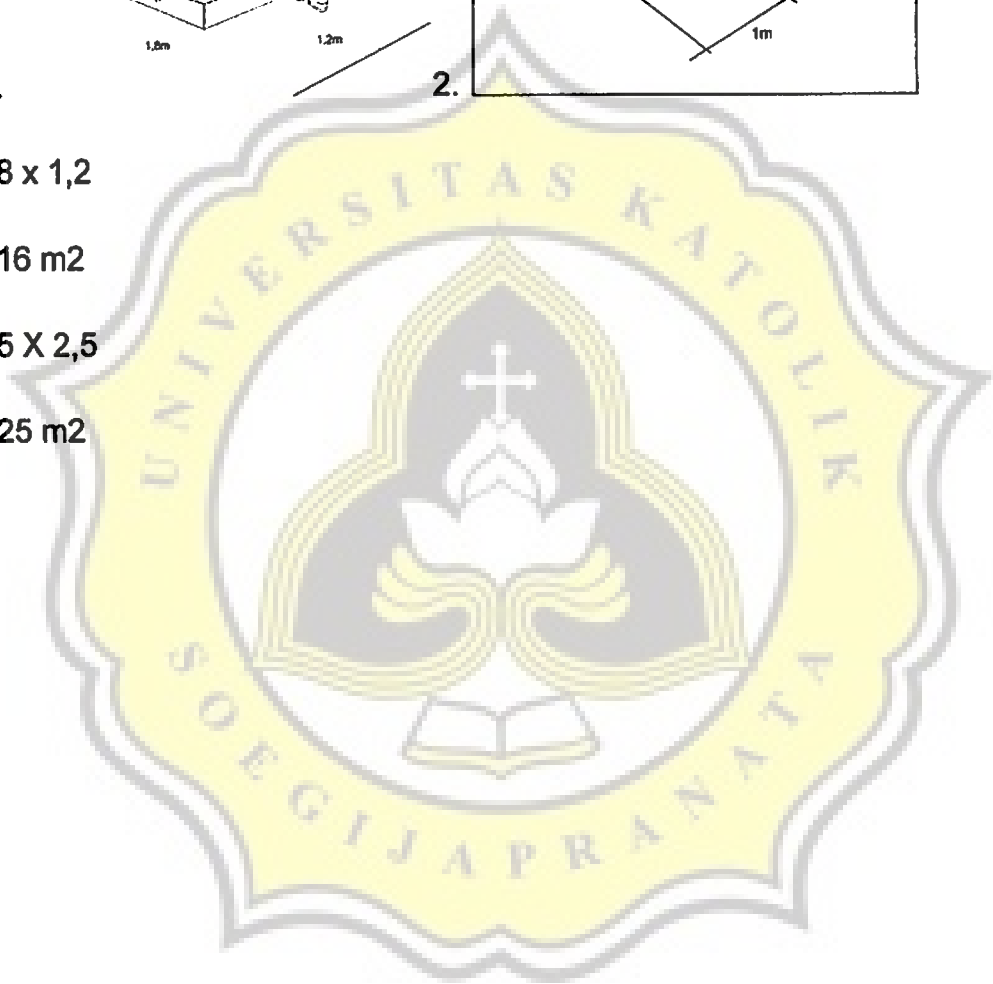 1,8m
1,2m
1m
2.
8 x 1,2
16 m2
5 X 2,5
25 m2
UNIVERSITAS KATOLIK
SOEGIJAPRANATA